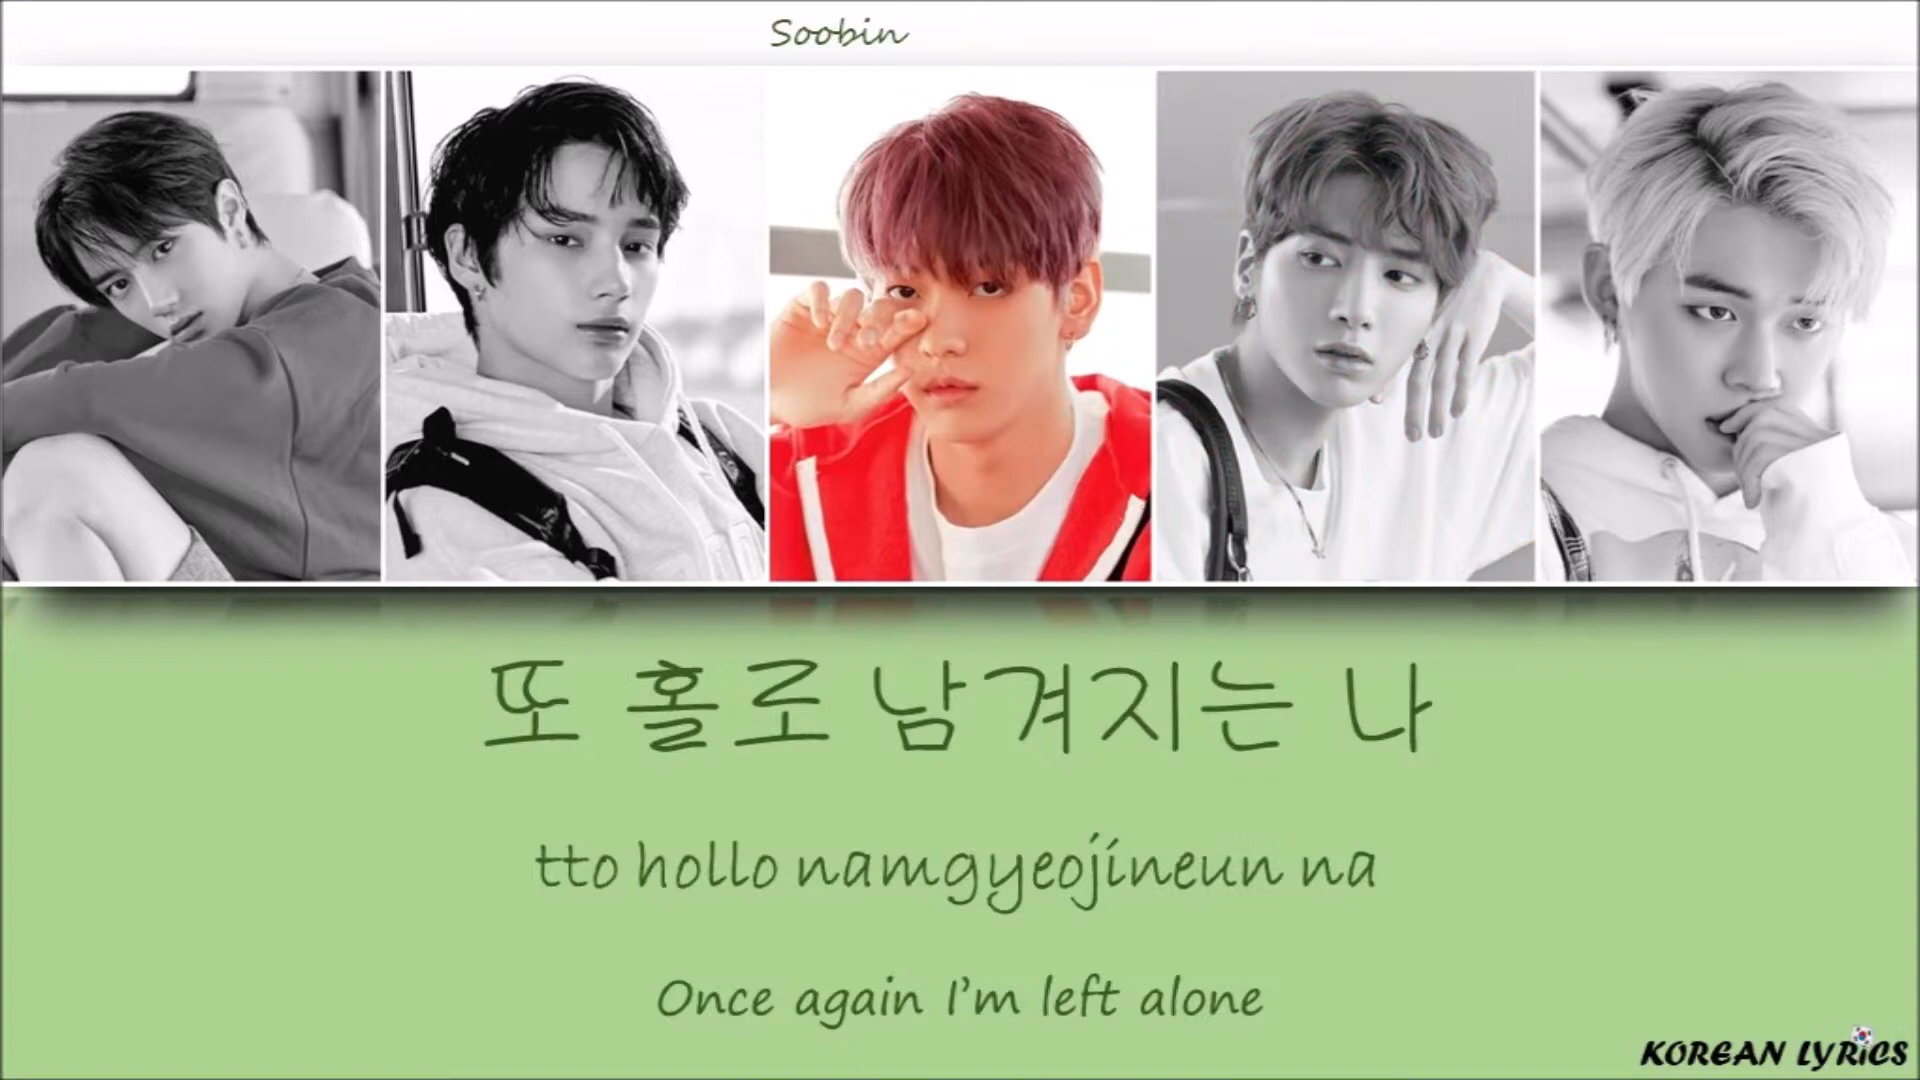 Soobin
또 홀로 남겨지는 나
tto hollo namgyeojineun na
Once again I'm left alone
KOREAN LYRICS